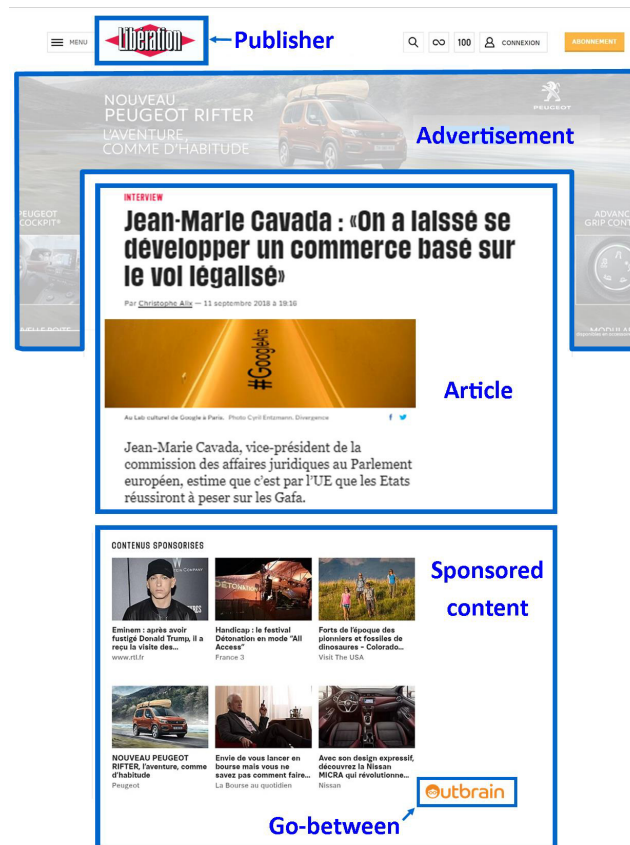 MENU
Libération
Publisher
100
CONNEXION
ABONNEMENT
NOUVEAU
PEUGEOT RIFTER
L'AVENTURE,
COMME D'HABITUDE
PEUGEOT
Advertisement
PEUGEOT
COCKPIT®
ADVANC
GRIP CONT
INTERVIEW
Jean-Marie Cavada : «On a laissé se
développer un commerce basé sur
le vol légalisé»
Par Christophe Alix — 11 septembre 2018 à 19:16
#GoogleArts
Article
Au Lab culturel de Google à Paris. Photo Cyril Entzmann. Divergence
Jean-Marie Cavada, vice-président de la
commission des affaires juridiques au Parlement
européen, estime que c'est par l'UE que les Etats
réussiront à peser sur les Gafa.
CONTENUS SPONSORISES
Sponsored
content
DÉTONATION
Eminem : après avoir
fustigé Donald Trump, il a
reçu la visite des...
www.rtl.fr
Handicap : le festival
Détonation en mode "All
Access"
France 3
Forts de l'époque des
pionniers et fossiles de
dinosaures - Colorado...
Visit The USA
NOUVEAU PEUGEOT
RIFTER, l'aventure, comme
d'habitude
Peugeot
Envie de vous lancer en
bourse mais vous ne
savez pas comment faire...
La Bourse au quotidien
Avec son design expressif,
découvrez la Nissan
MICRA qui révolutionne...
Nissan
Outbrain
Go-between